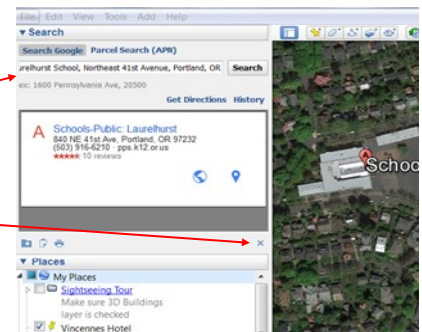 File Edit View Tools Add Help
▼ Search
Search Google Parcel Search (APN)
urelhurst School, Northeast 41st Avenue, Portland, OR Search
ex: 1600 Pennsylvania Ave, 20500
Get Directions History
A Schools-Public: Laurelhurst
840 NE 41st Ave, Portland, OR 97232
(503) 916-6210 - pps.k12.or.us
10 reviews
▼ Places
My Places
Sightseeing Tour
Make sure 3D Buildings
layer is checked
Vincennes Hotel
A
Schoo